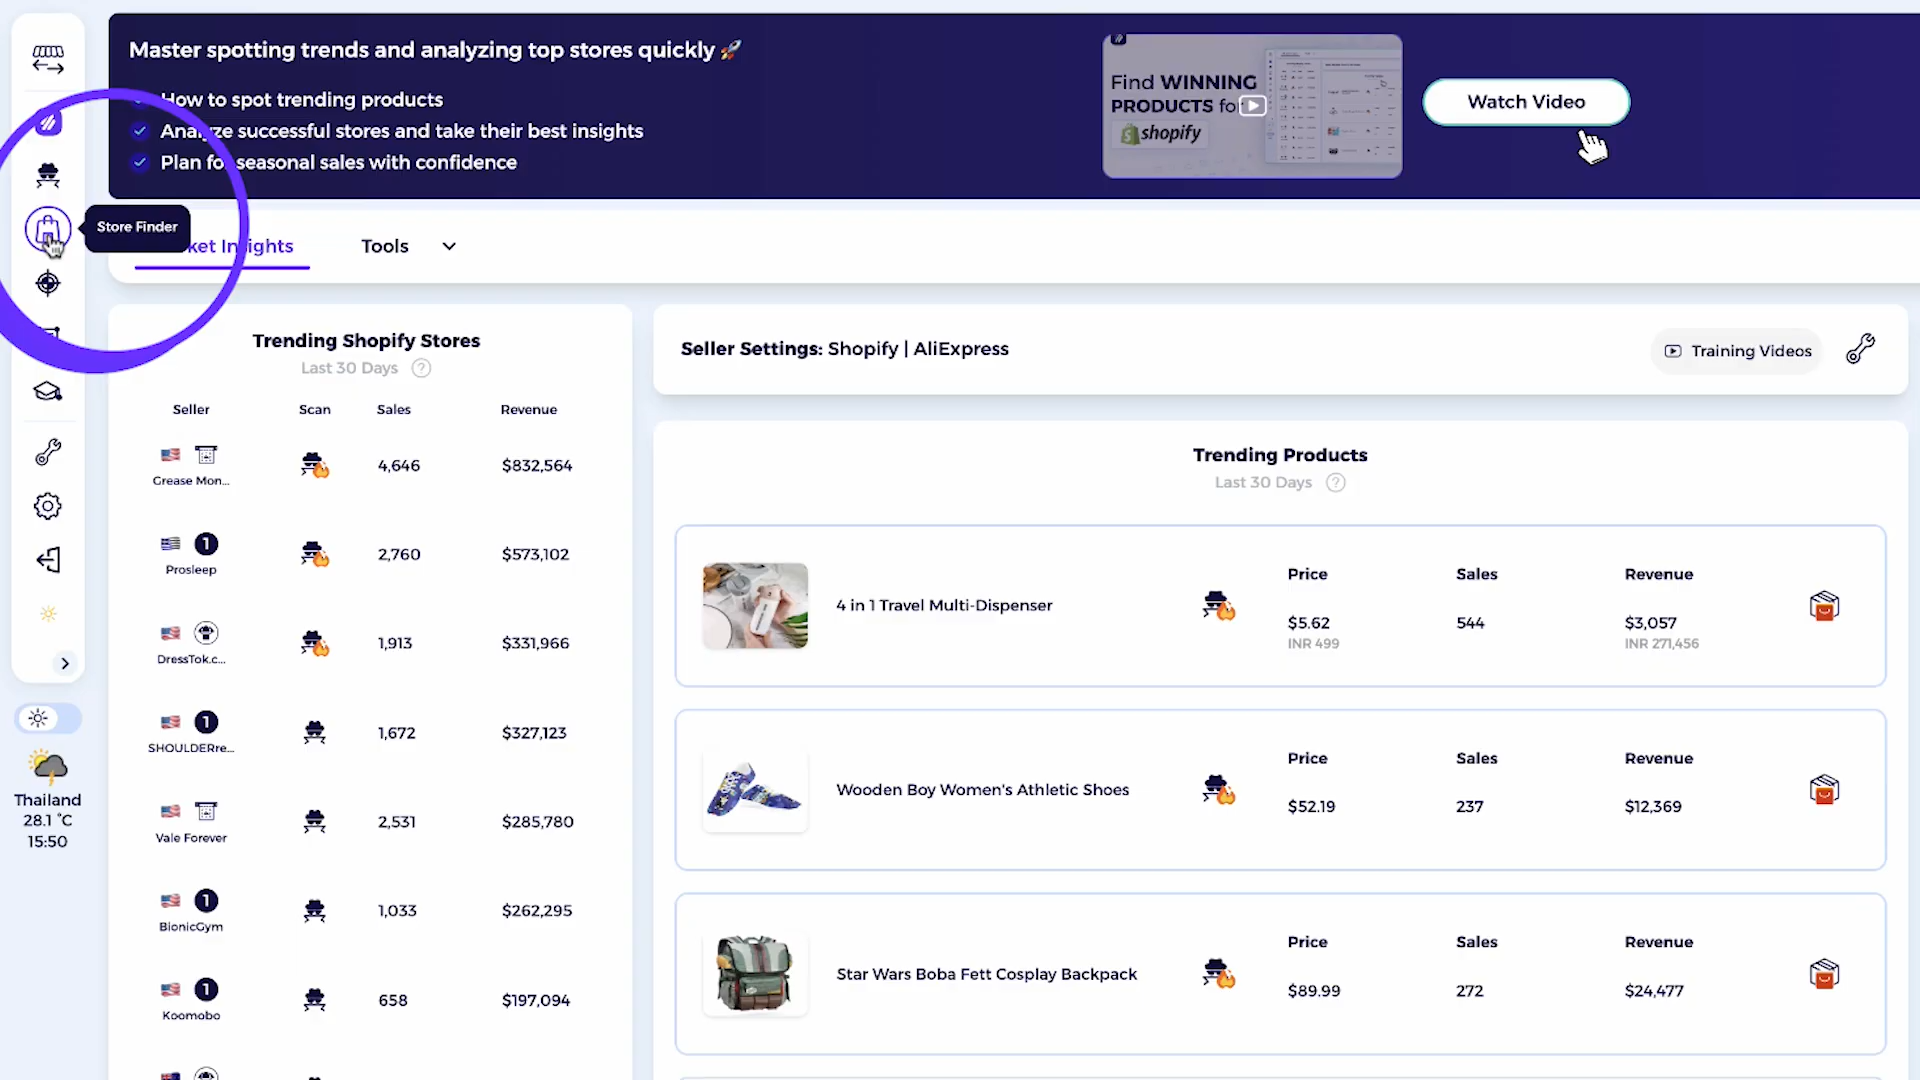 Master spotting trends and analyzing top stores quickly 🚀
How to spot trending products
Analyze successful stores and take their best insights
Plan for seasonal sales with confidence
Find WINNING
PRODUCTS for
shopify
Watch Video
Store Finder
ket Insights
Tools
Trending Shopify Stores
Last 30 Days ?
Seller Scan Sales Revenue
Grease Mon... 4,646 $832,564
1
Prosleep 2,760 $573,102
DressTok.c... 1,913 $331,966
1
SHOULDERre... 1,672 $327,123
Vale Forever 2,531 $285,780
1
BionicGym 1,033 $262,295
1
Koomobo 658 $197,094
Seller Settings: Shopify | AliExpress
Training Videos
Trending Products
Last 30 Days ?
4 in 1 Travel Multi-Dispenser
Price Sales Revenue
$5.62 544 $3,057
INR 499 INR 271,456
Wooden Boy Women's Athletic Shoes
Price Sales Revenue
$52.19 237 $12,369
Star Wars Boba Fett Cosplay Backpack
Price Sales Revenue
$89.99 272 $24,477
Thailand
28.1 °C
15:50